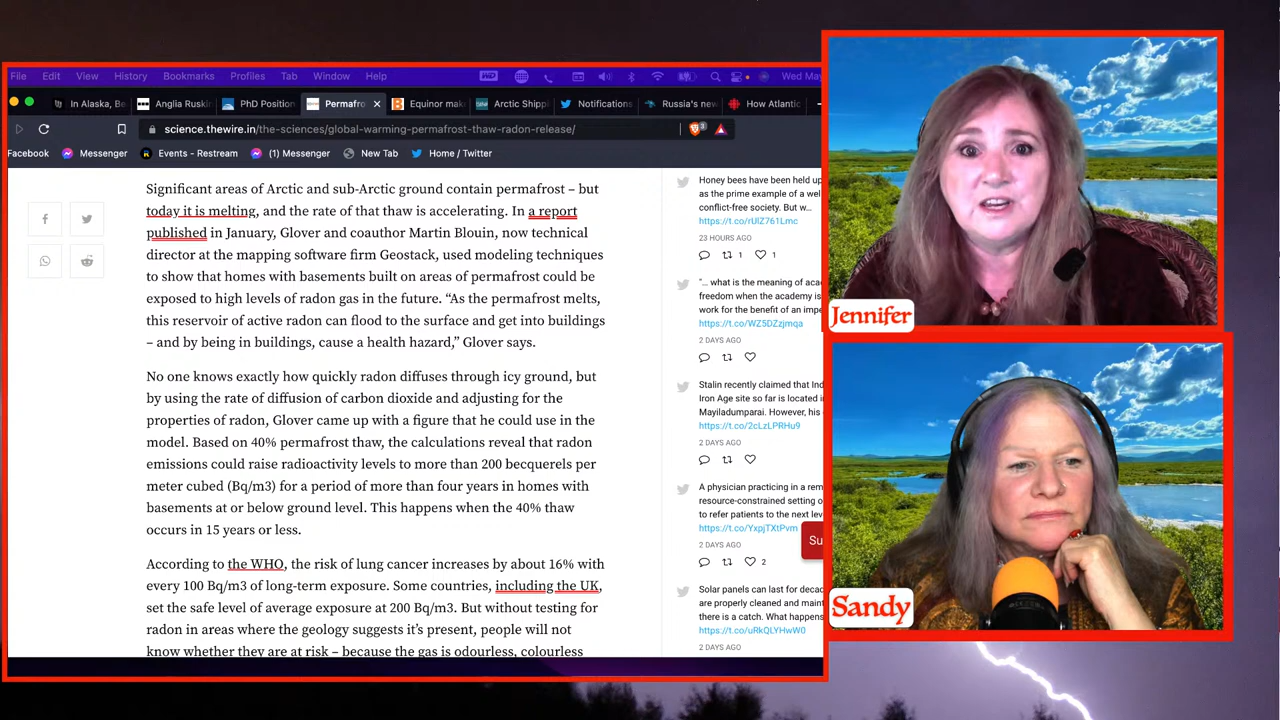 File Edit View History Bookmarks Profiles Tab Window Help
HD
Wed May
In Alaska, Be
Anglia Ruski
PhD Position
Permafro
Equinor make
Arctic Shippi
Notifications
Russia's new
How Atlantic
science.thewire.in/the-sciences/global-warming-permafrost-thaw-radon-release/
3
Facebook
Messenger
Events - Restream
(1) Messenger
New Tab
Home / Twitter
Significant areas of Arctic and sub-Arctic ground contain permafrost – but
today it is melting, and the rate of that thaw is accelerating. In a report
published in January, Glover and coauthor Martin Blouin, now technical
director at the mapping software firm Geostack, used modeling techniques
to show that homes with basements built on areas of permafrost could be
exposed to high levels of radon gas in the future. “As the permafrost melts,
this reservoir of active radon can flood to the surface and get into buildings
– and by being in buildings, cause a health hazard,” Glover says.
No one knows exactly how quickly radon diffuses through icy ground, but
by using the rate of diffusion of carbon dioxide and adjusting for the
properties of radon, Glover came up with a figure that he could use in the
model. Based on 40% permafrost thaw, the calculations reveal that radon
emissions could raise radioactivity levels to more than 200 becquerels per
meter cubed (Bq/m3) for a period of more than four years in homes with
basements at or below ground level. This happens when the 40% thaw
occurs in 15 years or less.
According to the WHO, the risk of lung cancer increases by about 16% with
every 100 Bq/m3 of long-term exposure. Some countries, including the UK,
set the safe level of average exposure at 200 Bq/m3. But without testing for
radon in areas where the geology suggests it’s present, people will not
know whether they are at risk – because the gas is odourless, colourless
Honey bees have been held up
as the prime example of a well
conflict-free society. But w...
https://t.co/rUlZ761Lmc
23 HOURS AGO
1 1
"... what is the meaning of aca
freedom when the academy is
work for the benefit of an impe
https://t.co/WZ5DZzjmqa
2 DAYS AGO
Stalin recently claimed that Ind
Iron Age site so far is located i
Mayiladumparai. However, his
https://t.co/2cLzLPRHu9
2 DAYS AGO
A physician practicing in a rem
resource-constrained setting o
to refer patients to the next lev
https://t.co/YxpjTXtPvm
2 DAYS AGO
2
Su
Solar panels can last for decad
are properly cleaned and maint
there is a catch. What happens
https://t.co/uRkQLYHwW0
2 DAYS AGO
Jennifer
Sandy